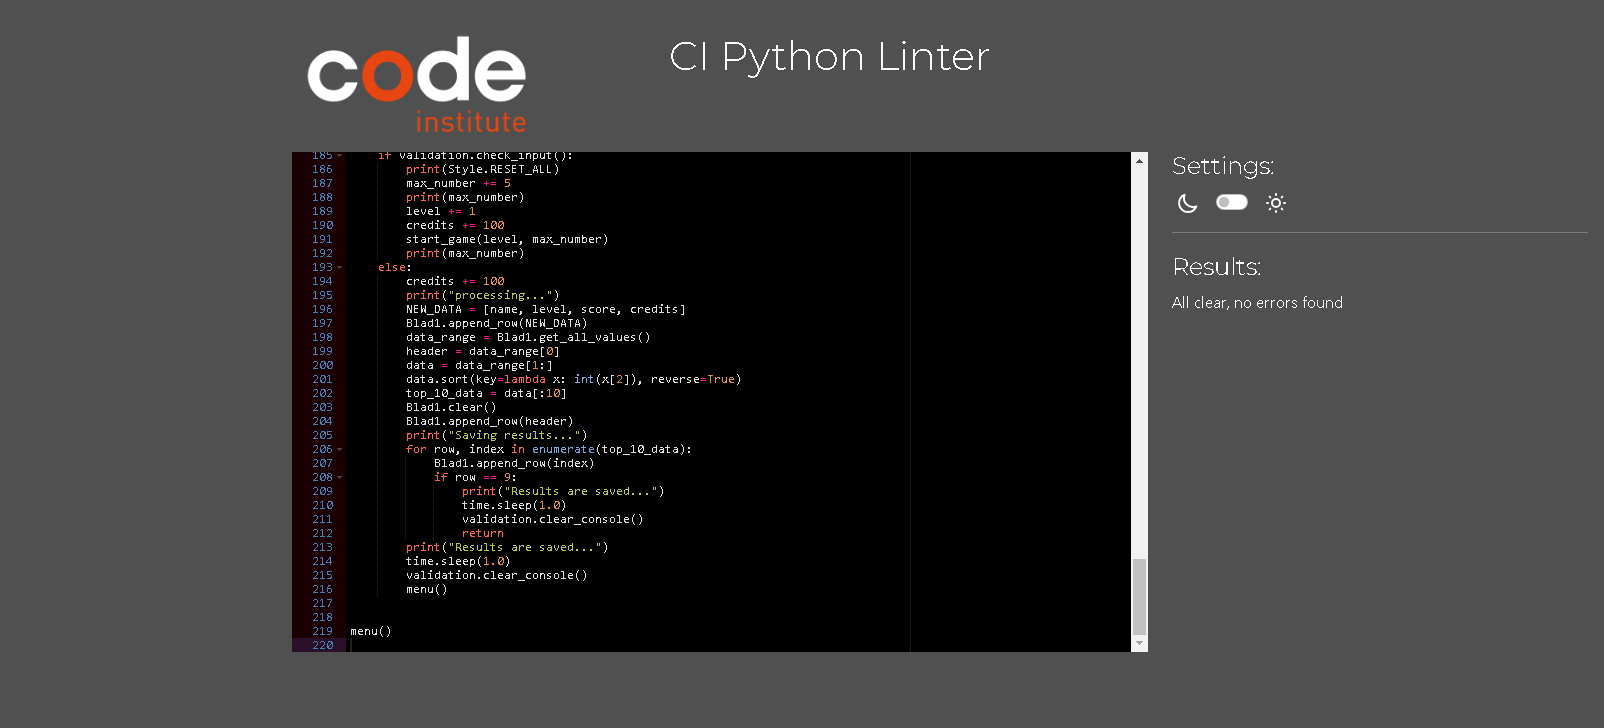 code
institute
CI Python Linter
185 if validation.check_input():
186 print(Style.RESET_ALL)
187 max_number += 5
188 print(max_number)
189 level += 1
190 credits += 100
191 start_game(level, max_number)
192 print(max_number)
193 else:
194 credits += 100
195 print("processing...")
196 NEW_DATA = [name, level, score, credits]
197 Blad1.append_row(NEW_DATA)
198 data_range = Blad1.get_all_values()
199 header = data_range[0]
200 data = data_range[1:]
201 data.sort(key=lambda x: int(x[2]), reverse=True)
202 top_10_data = data[:10]
203 Blad1.clear()
204 Blad1.append_row(header)
205 print("Saving results...")
206 for row, index in enumerate(top_10_data):
207 Blad1.append_row(index)
208 if row == 9:
209 print("Results are saved...")
210 time.sleep(1.0)
211 validation.clear_console()
212 return
213 print("Results are saved...")
214 time.sleep(1.0)
215 validation.clear_console()
216 menu()
217
218
219 menu()
220
Settings:
Results:
All clear, no errors found